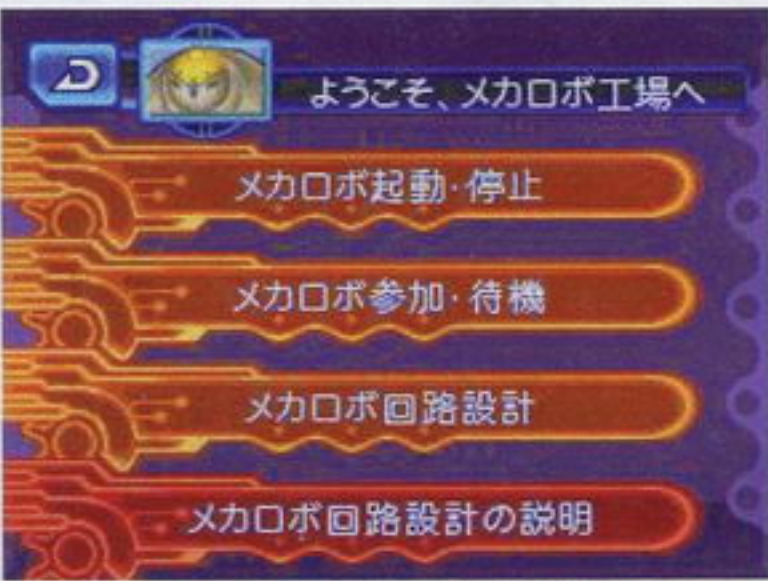 ようこそ、メカロボ工場へ
メカロボ起動・停止
メカロボ参加・待機
メカロボ回路設計
メカロボ回路設計の説明